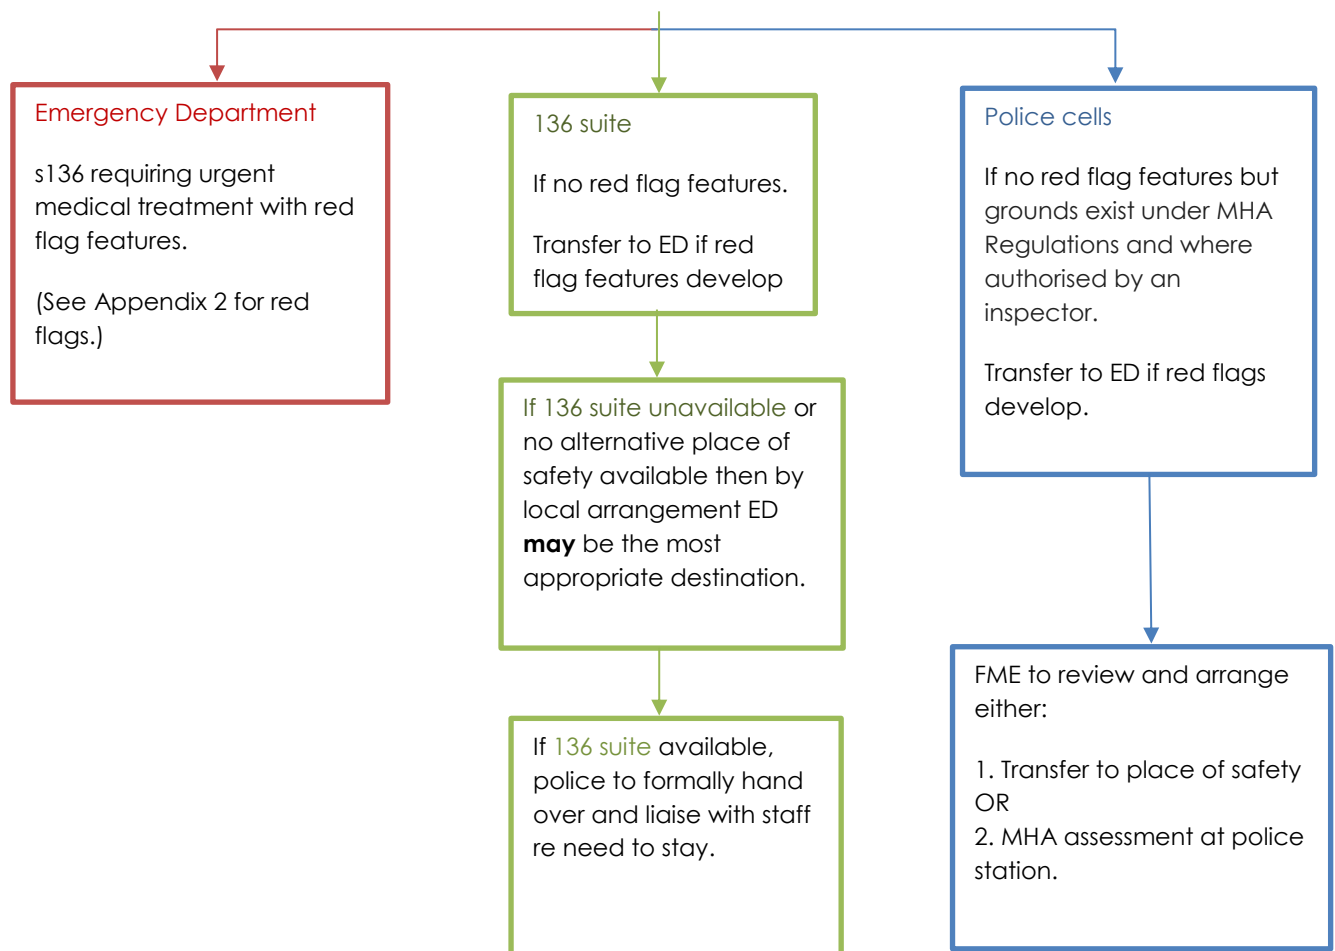 Emergency Department
s136 requiring urgent
medical treatment with red
flag features.
(See Appendix 2 for red
flags.)
136 suite
If no red flag features.
Transfer to ED if red
flag features develop
If 136 suite unavailable or
no alternative place of
safety available then by
local arrangement ED
may be the most
appropriate destination.
If 136 suite available,
police to formally hand
over and liaise with staff
re need to stay.
Police cells
If no red flag features but
grounds exist under MHA
Regulations and where
authorised by an
inspector.
Transfer to ED if red flags
develop.
FME to review and arrange
either:
1. Transfer to place of safety
OR
2. MHA assessment at police
station.